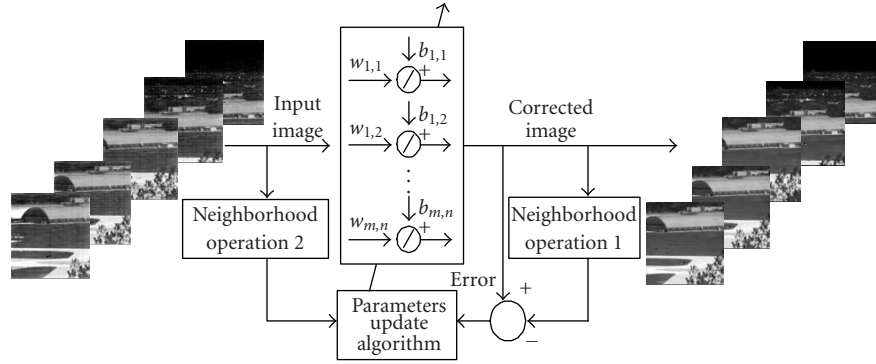 Input
image
w1,1
b1,1
+
w1,2
b1,2
+
⋮
wm,n
bm,n
+
Corrected
image
Neighborhood
operation 2
Neighborhood
operation 1
Error
+
−
Parameters
update
algorithm